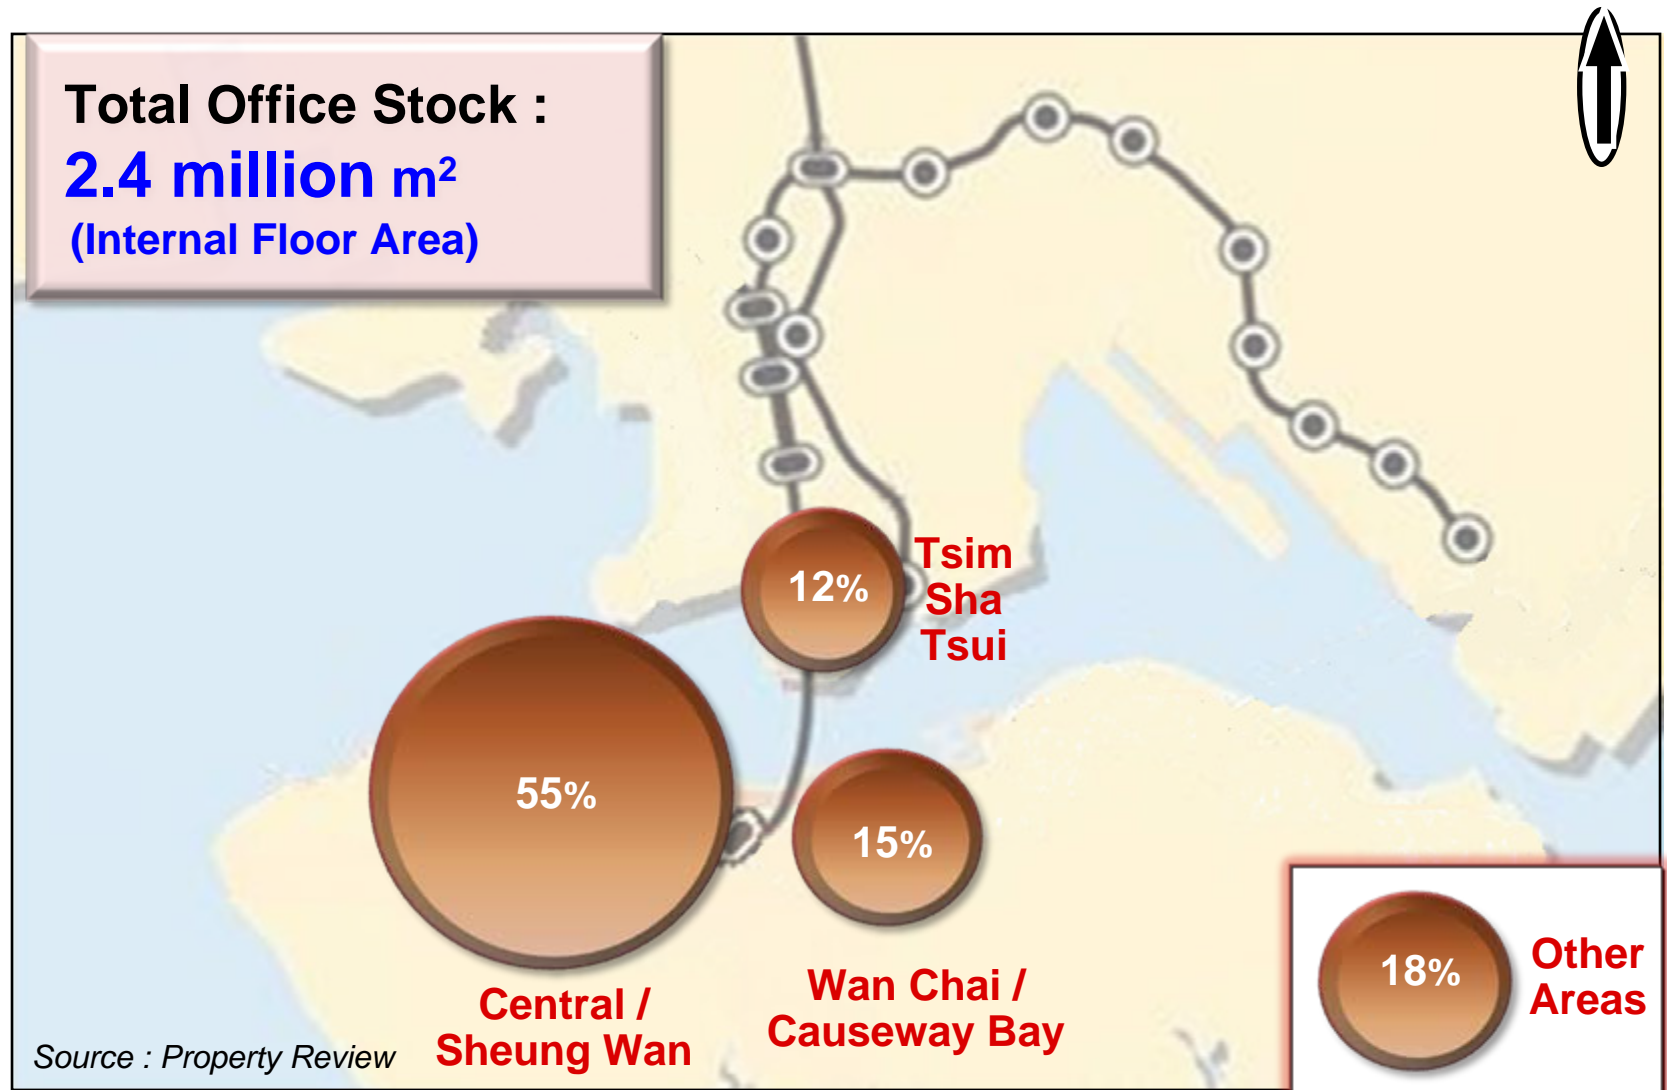 Total Office Stock :
2.4 million m²
(Internal Floor Area)
12%
Tsim
Sha
Tsui
55%
15%
Central /
Sheung Wan
Wan Chai /
Causeway Bay
18%
Other
Areas
Source : Property Review